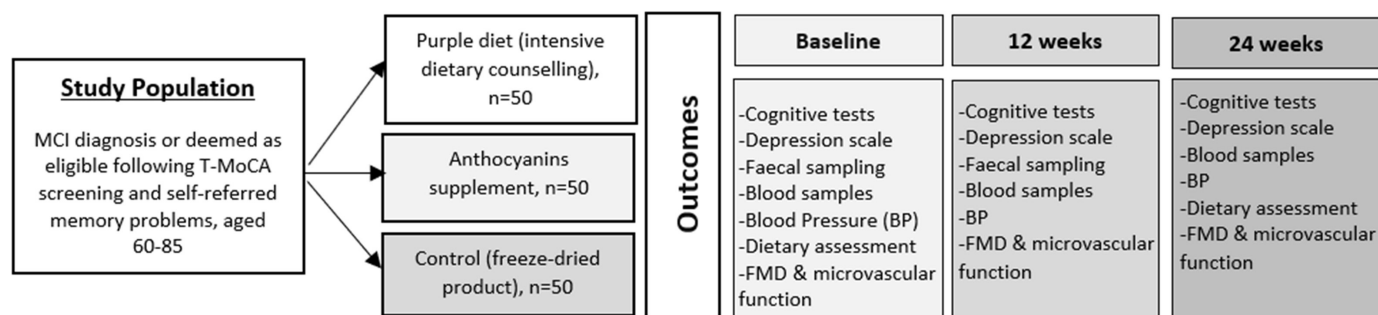 Study Population
MCI diagnosis or deemed as
eligible following T-MoCA
screening and self-referred
memory problems, aged
60-85
Purple diet (intensive
dietary counselling),
n=50
Anthocyanins
supplement, n=50
Control (freeze-dried
product), n=50
Outcomes
Baseline
-Cognitive tests
-Depression scale
-Faecal sampling
-Blood samples
-Blood Pressure (BP)
-Dietary assessment
-FMD & microvascular
function
12 weeks
-Cognitive tests
-Depression scale
-Faecal sampling
-Blood samples
-BP
-FMD & microvascular
function
24 weeks
-Cognitive tests
-Depression scale
-Blood samples
-BP
-Dietary assessment
-FMD & microvascular
function